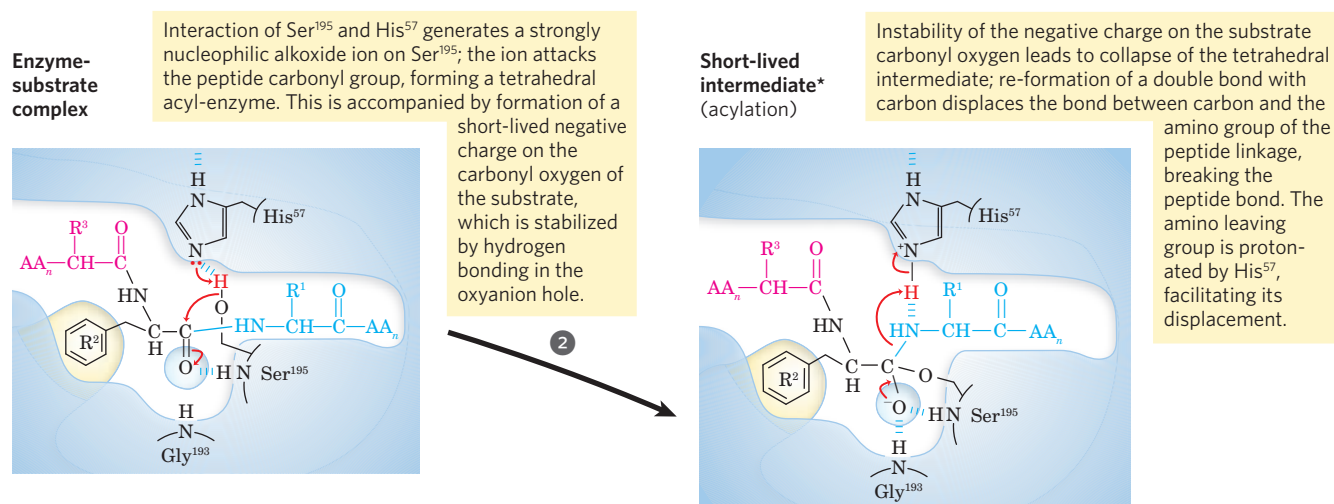 Enzyme-
substrate
complex
Interaction of Ser¹⁹⁵ and His⁵⁷ generates a strongly
nucleophilic alkoxide ion on Ser¹⁹⁵; the ion attacks
the peptide carbonyl group, forming a tetrahedral
acyl-enzyme. This is accompanied by formation of a
short-lived negative
charge on the
carbonyl oxygen of
the substrate,
which is stabilized
by hydrogen
bonding in the
oxyanion hole.
H
N
His⁵⁷
N
R³ O
AAₙ—CH—C
HN
H
O
R¹ O
HN—CH—C—AAₙ
R²
C—C
H
O
H N Ser¹⁹⁵
H
N
Gly¹⁹³
2
Short-lived
intermediate*
(acylation)
Instability of the negative charge on the substrate
carbonyl oxygen leads to collapse of the tetrahedral
intermediate; re-formation of a double bond with
carbon displaces the bond between carbon and the
amino group of the
peptide linkage,
breaking the
peptide bond. The
amino leaving
group is proton-
ated by His⁵⁷,
facilitating its
displacement.
H
N
His⁵⁷
+N
R³ O
AAₙ—CH—C
H
R¹ O
HN
HN—CH—C—AAₙ
R²
C—C
H
O
⁻O
HN Ser¹⁹⁵
H
N
Gly¹⁹³